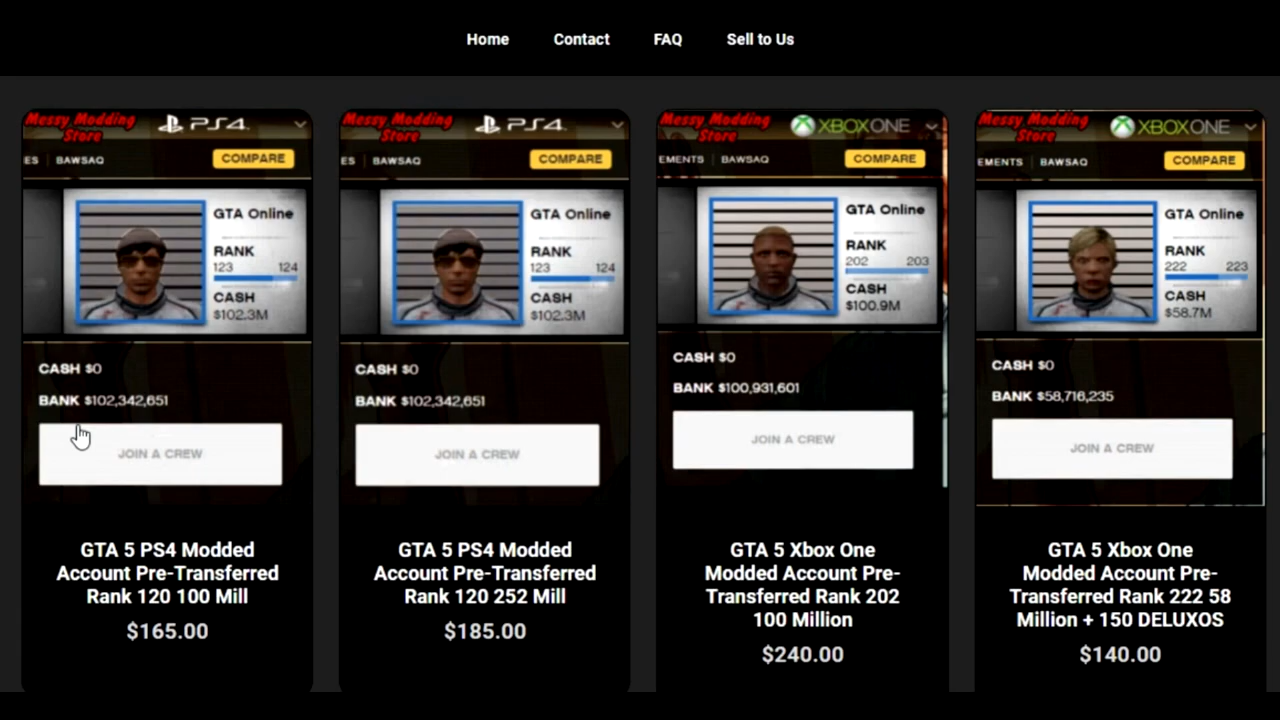 Home Contact FAQ Sell to Us
Messy Modding
Store
PS4
ES BAWSAQ COMPARE
GTA Online
RANK
123 124
CASH
$102.3M
CASH $0
BANK $102,342,651
JOIN A CREW
GTA 5 PS4 Modded
Account Pre-Transferred
Rank 120 100 Mill
$165.00
Messy Modding
Store
PS4
ES BAWSAQ COMPARE
GTA Online
RANK
123 124
CASH
$102.3M
CASH $0
BANK $102,342,651
JOIN A CREW
GTA 5 PS4 Modded
Account Pre-Transferred
Rank 120 252 Mill
$185.00
Messy Modding
Store
XBOX ONE
EMENTS BAWSAQ COMPARE
GTA Online
RANK
202 203
CASH
$100.9M
CASH $0
BANK $100,931,601
JOIN A CREW
GTA 5 Xbox One
Modded Account Pre-
Transferred Rank 202
100 Million
$240.00
Messy Modding
Store
XBOX ONE
EMENTS BAWSAQ COMPARE
GTA Online
RANK
222 223
CASH
$58.7M
CASH $0
BANK $58,716,235
JOIN A CREW
GTA 5 Xbox One
Modded Account Pre-
Transferred Rank 222 58
Million + 150 DELUXOS
$140.00